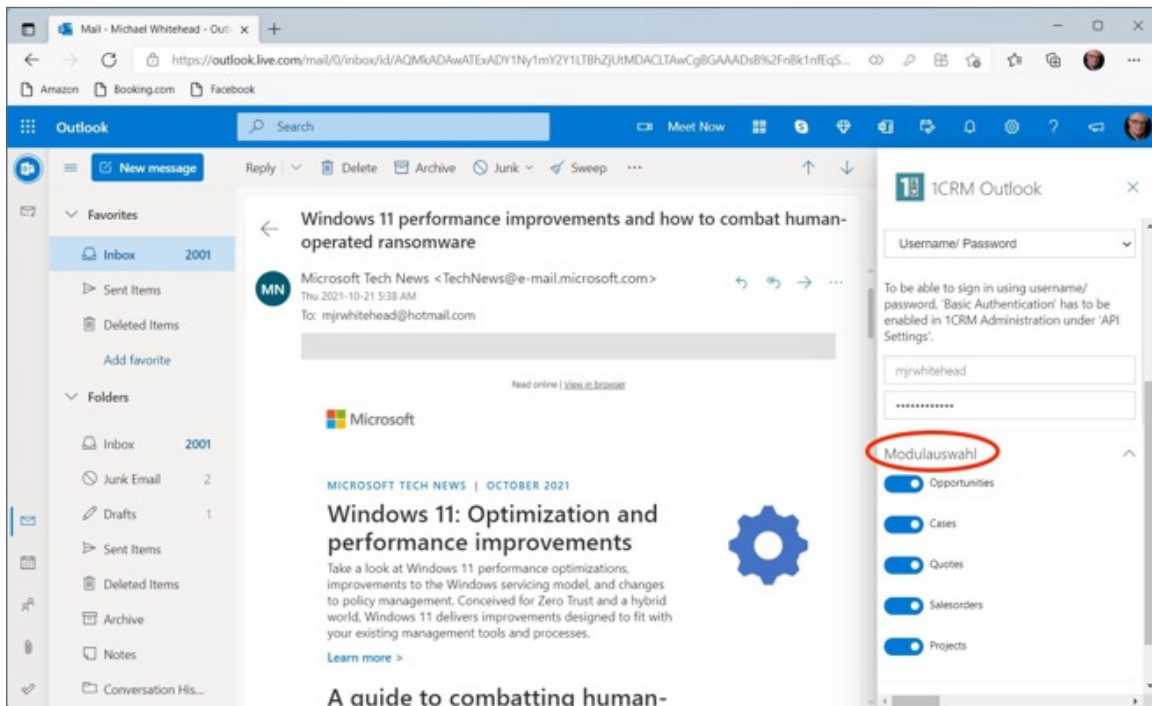 Mail - Michael Whitehead - Out
https://outlook.live.com/mail/0/inbox/id/
Amazon Booking.com Facebook
Outlook
Search
Meet Now
New message
Reply Delete Archive Junk Sweep
1CRM Outlook
Favorites
Inbox 2001
Sent Items
Deleted Items
Add favorite
Folders
Inbox 2001
Junk Email 2
Drafts 1
Sent Items
Deleted Items
Archive
Notes
Conversation His...
Windows 11 performance improvements and how to combat human-
operated ransomware
MN
Microsoft Tech News <TechNews@e-mail.microsoft.com>
Thu 2021-10-21 5:38 AM
To: mjrwhitehead@hotmail.com
Read online | View in browser
Microsoft
MICROSOFT TECH NEWS | OCTOBER 2021
Windows 11: Optimization and
performance improvements
Take a look at Windows 11 performance optimizations,
improvements to the Windows servicing model, and changes
to policy management. Conceived for Zero Trust and a hybrid
world, Windows 11 delivers improvements designed to fit with
your existing management tools and processes.
Learn more >
A guide to combatting human-
Username/ Password
To be able to sign in using username/
password, 'Basic Authentication' has to be
enabled in 1CRM Administration under 'API
Settings'.
mjrwhitehead
Modulauswahl
Opportunities
Cases
Quotes
Salesorders
Projects